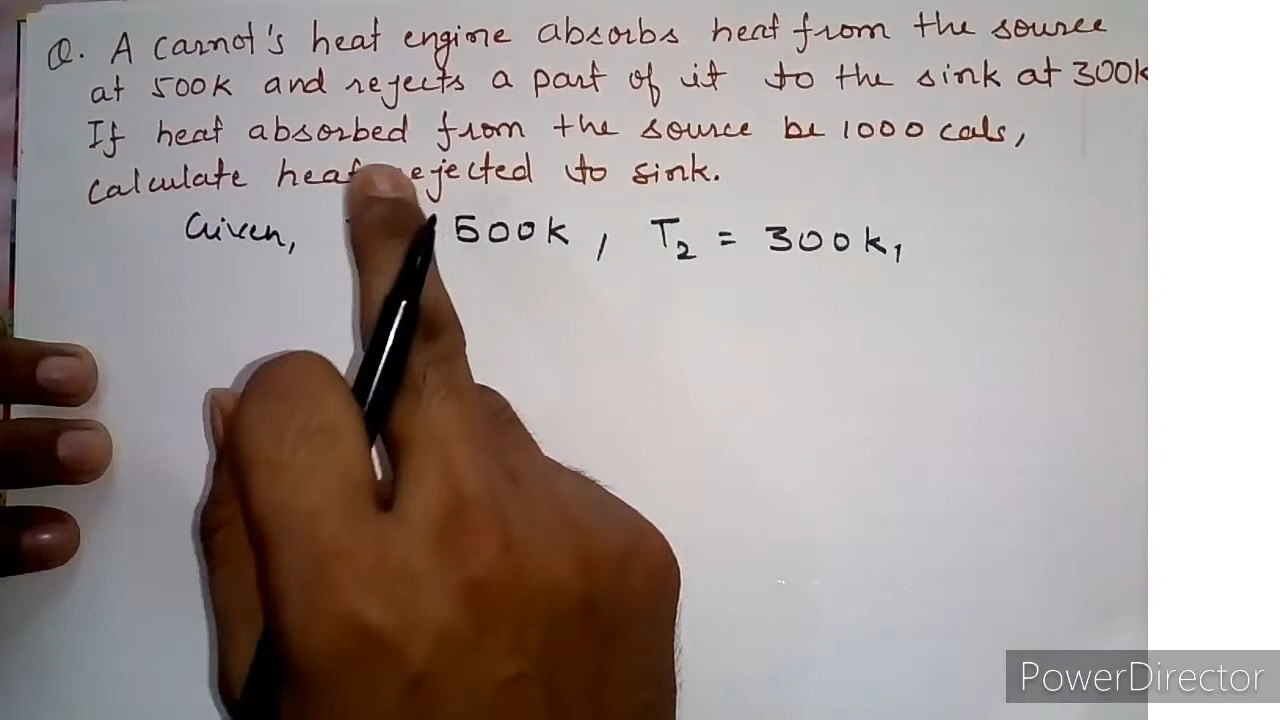 Q. A carnot's heat engine absorbs heat from the source
at 500K and rejects a part of it to the sink at 300K
If heat absorbed from the source be 1000 cals,
calculate heat rejected to sink.
Given, 500K, T₂ = 300K,
PowerDirector